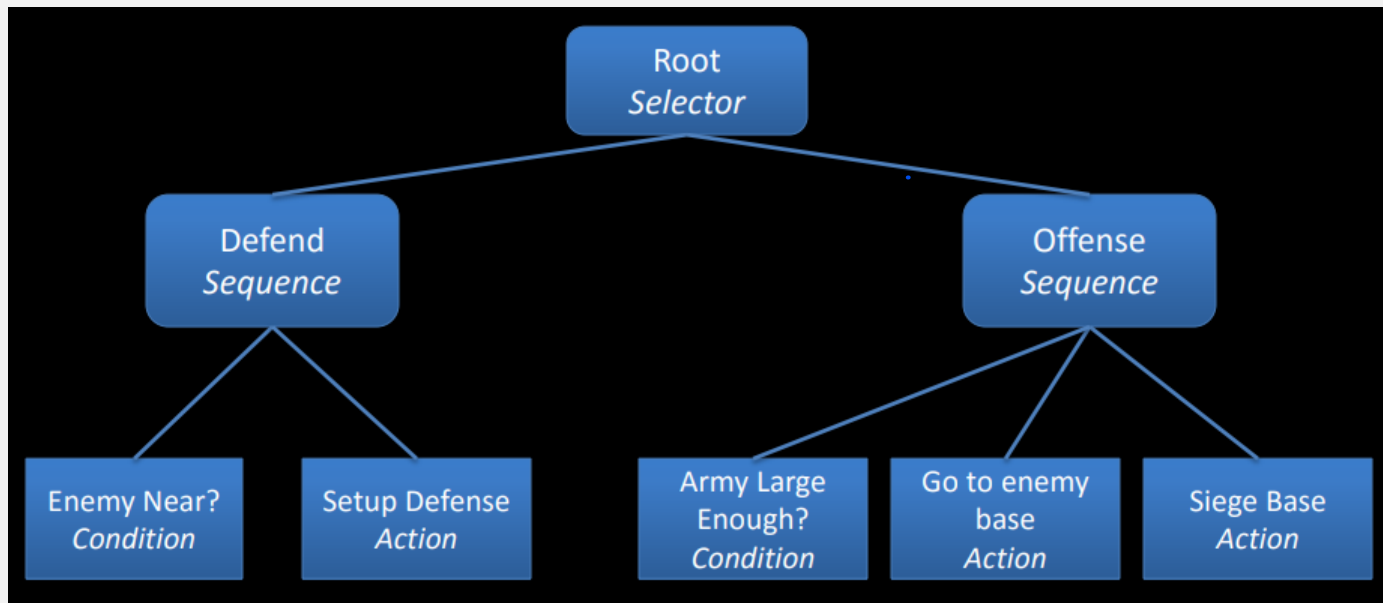 Root
Selector
Defend
Sequence
Offense
Sequence
Enemy Near?
Condition
Setup Defense
Action
Army Large
Enough?
Condition
Go to enemy
base
Action
Siege Base
Action